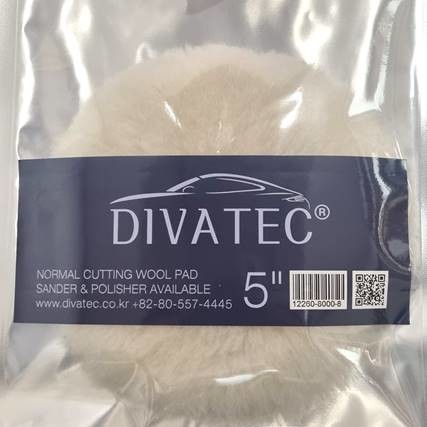 DIVATEC®
NORMAL CUTTING WOOL PAD
SANDER & POLISHER AVAILABLE
www.divatec.co.kr +82-80-557-4445
5"
12260-8000-8